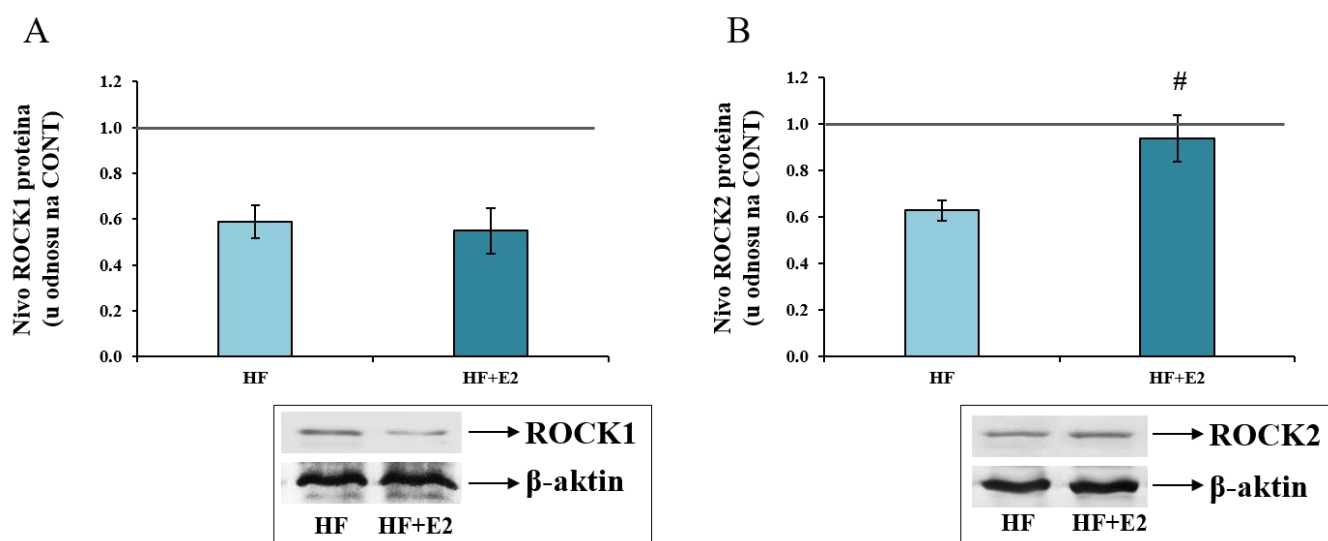 A
Nivo ROCK1 proteina
(u odnosu na CONT)
1.2
1.0
0.8
0.6
0.4
0.2
0.0
HF
HF+E2
ROCK1
β-aktin
HF
HF+E2
B
Nivo ROCK2 proteina
(u odnosu na CONT)
1.2
#
1.0
0.8
0.6
0.4
0.2
0.0
HF
HF+E2
ROCK2
β-aktin
HF
HF+E2